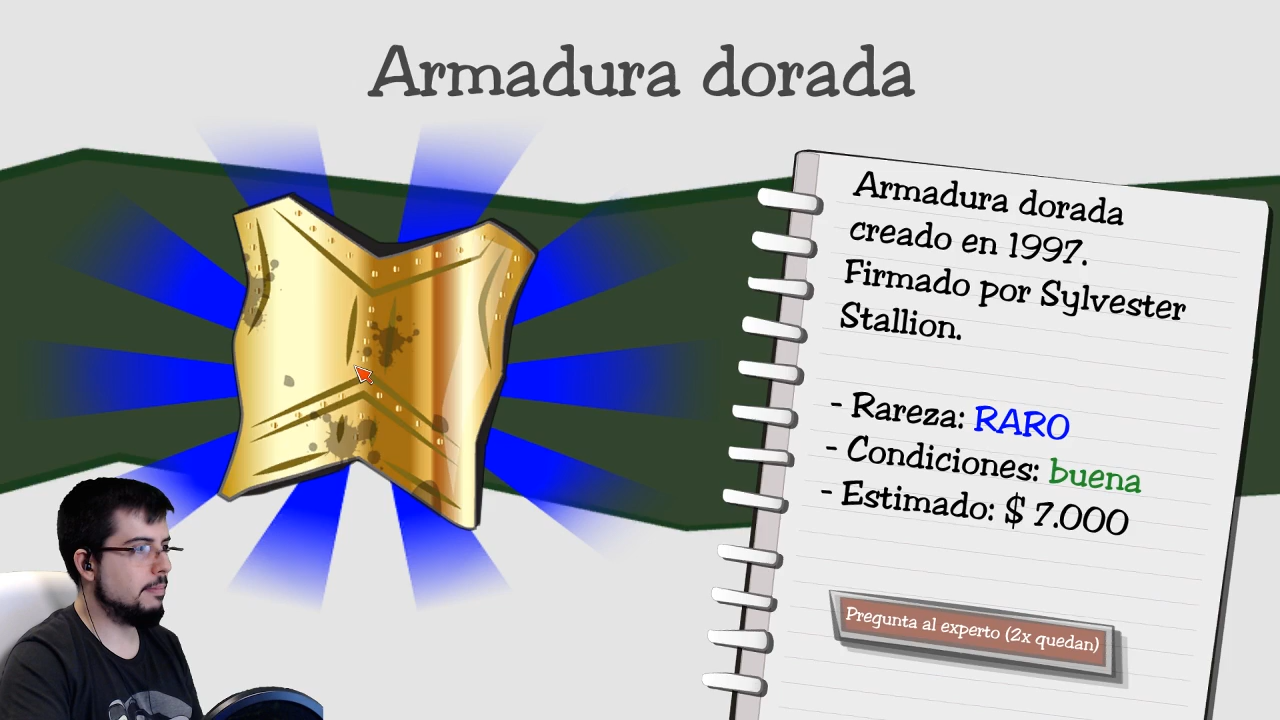 Armadura dorada
Armadura dorada
creado en 1997.
Firmado por Sylvester
Stallion.
- Rareza: RARO
- Condiciones: buena
- Estimado: $ 7.000
Pregunta al experto (2x quedan)